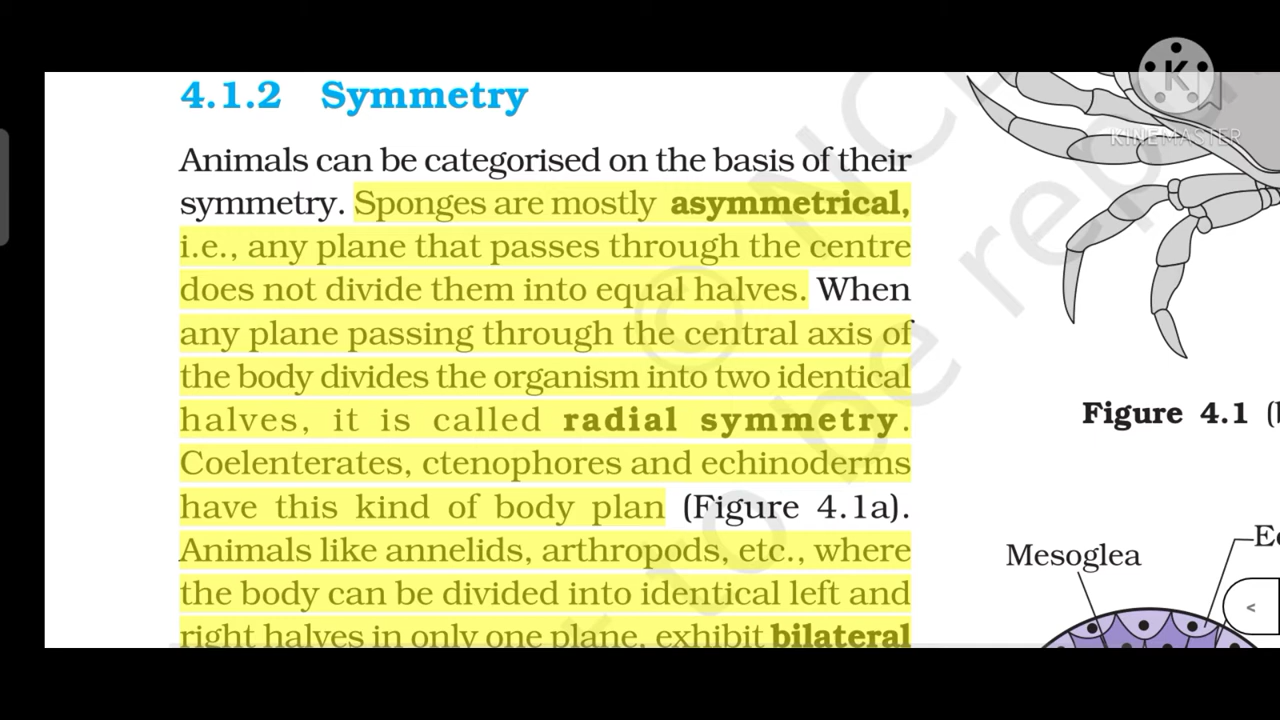 4.1.2 Symmetry
Animals can be categorised on the basis of their
symmetry. Sponges are mostly asymmetrical,
i.e., any plane that passes through the centre
does not divide them into equal halves. When
any plane passing through the central axis of
the body divides the organism into two identical
halves, it is called radial symmetry.
Coelenterates, ctenophores and echinoderms
have this kind of body plan (Figure 4.1a).
Animals like annelids, arthropods, etc., where
the body can be divided into identical left and
right halves in only one plane, exhibit bilateral
K
KINEMASTER
Figure 4.1
Mesoglea
©
to be
<